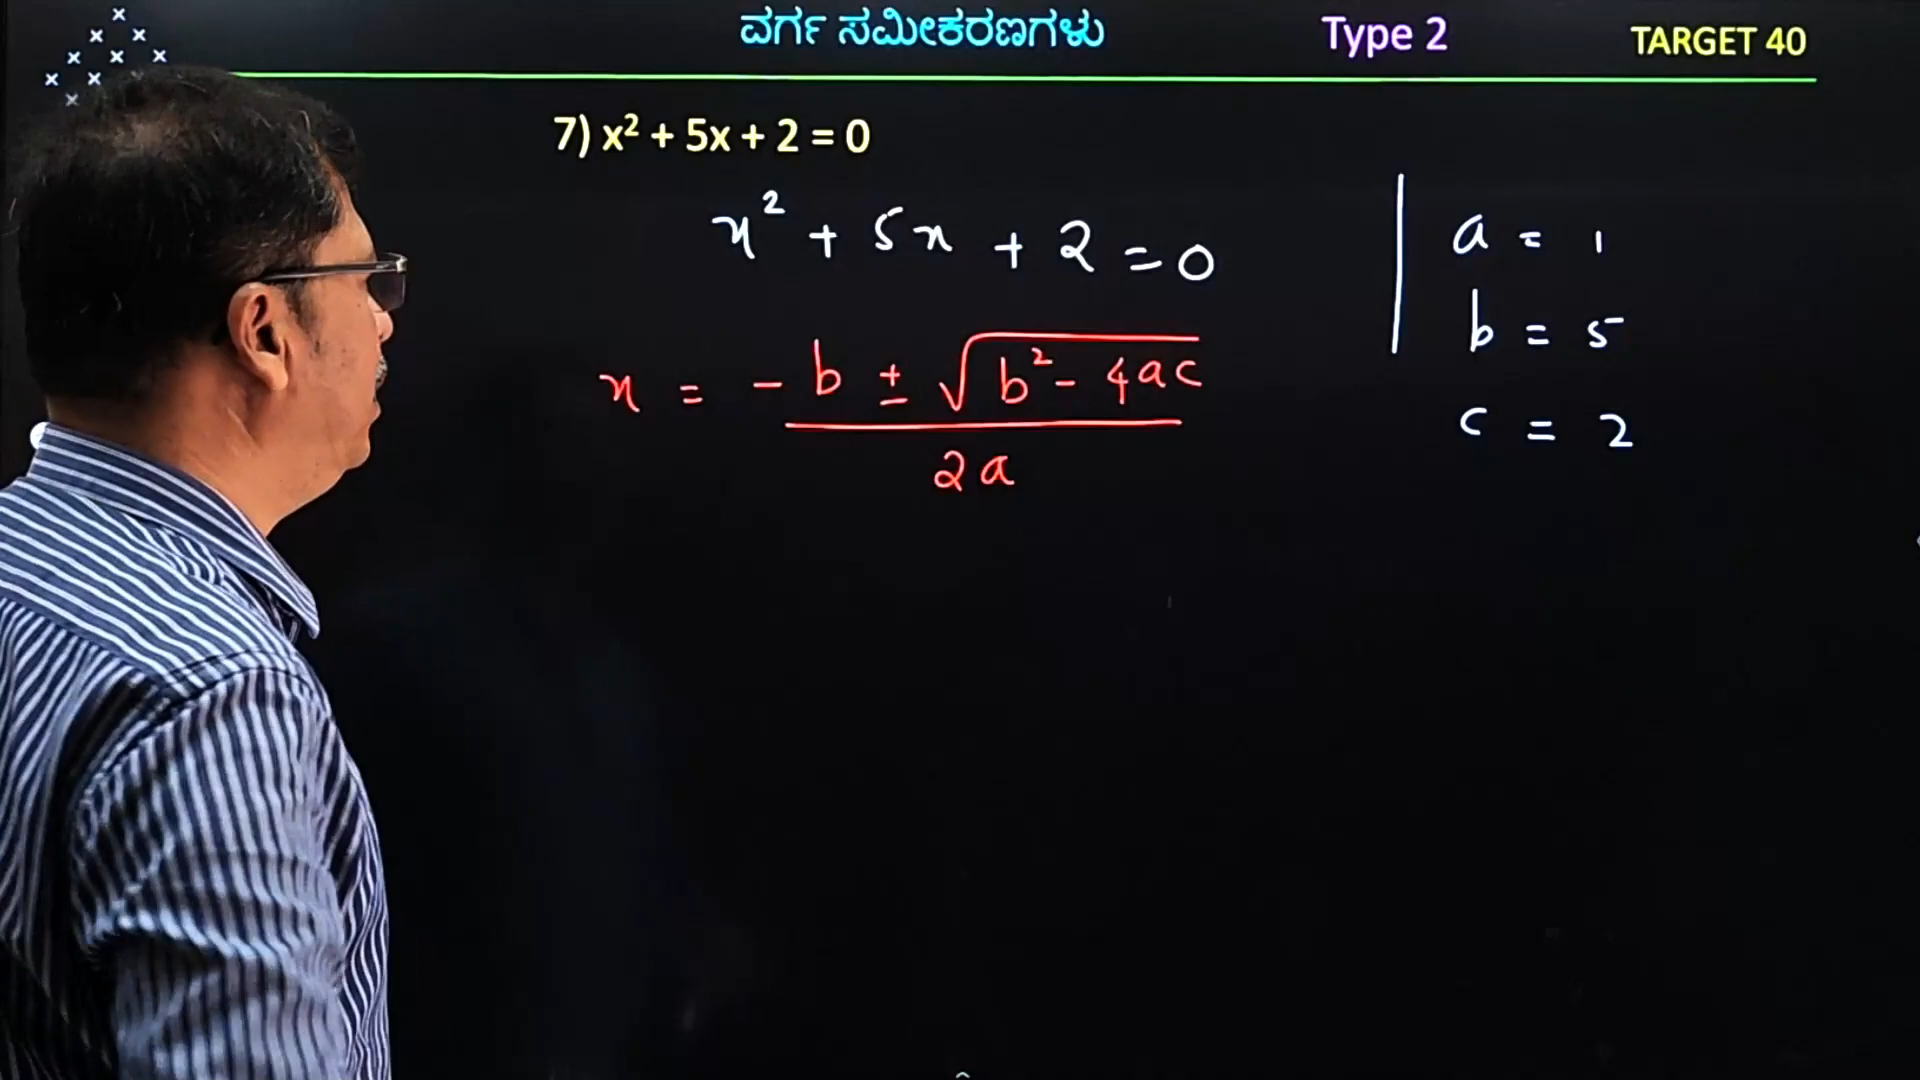 ವರ್ಗ ಸಮೀಕರಣಗಳು Type 2 TARGET 40
7) x² + 5x + 2 = 0
x² + 5x + 2 = 0
a = 1
b = 5
c = 2
x = -b ± √(b² - 4ac)
2a